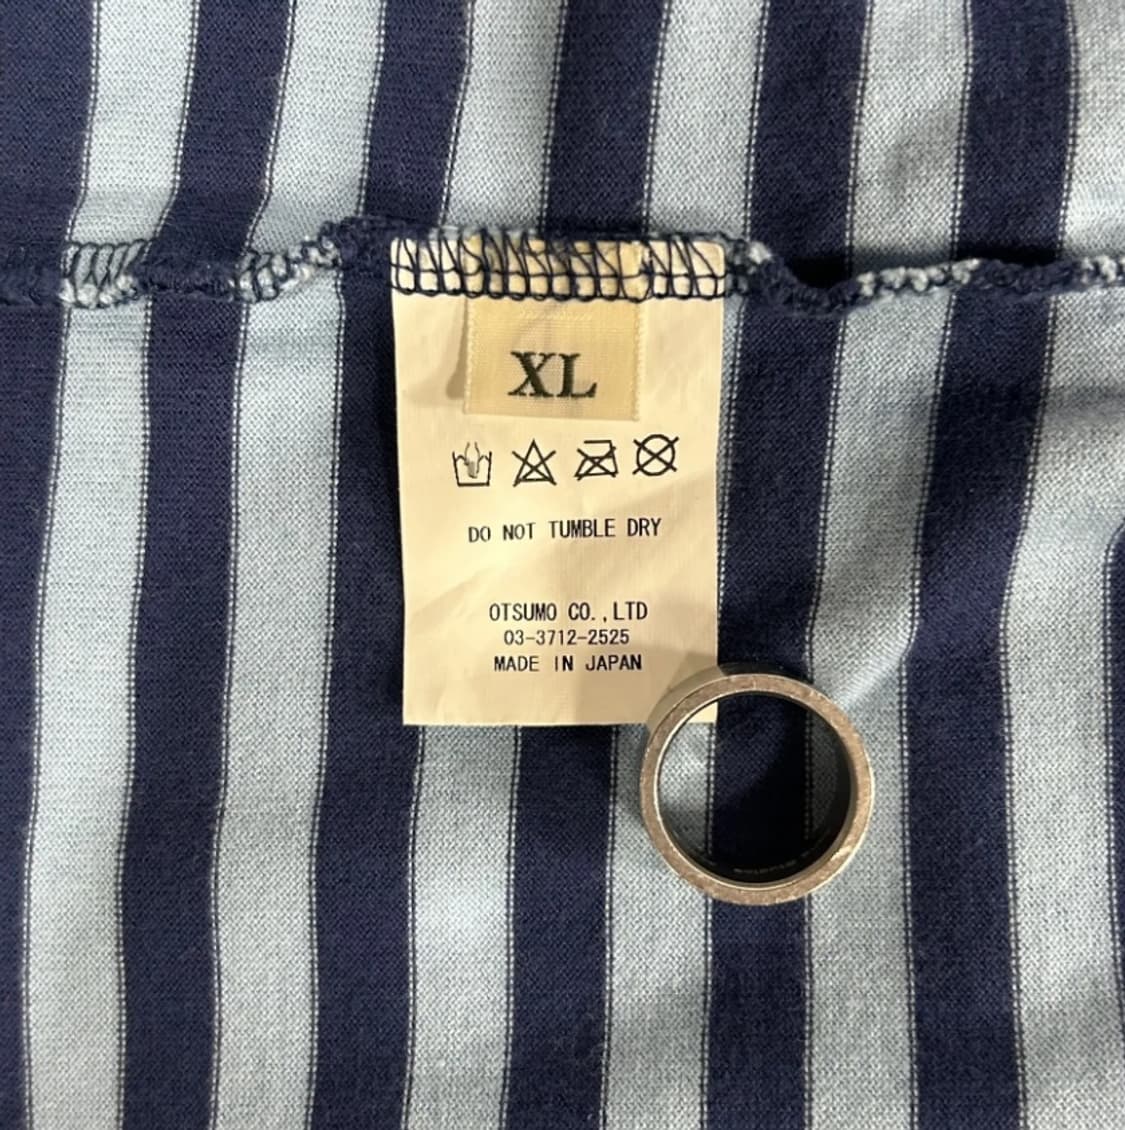 XL
DO NOT TUMBLE DRY
OTSUMO CO.,LTD
03-3712-2525
MADE IN JAPAN